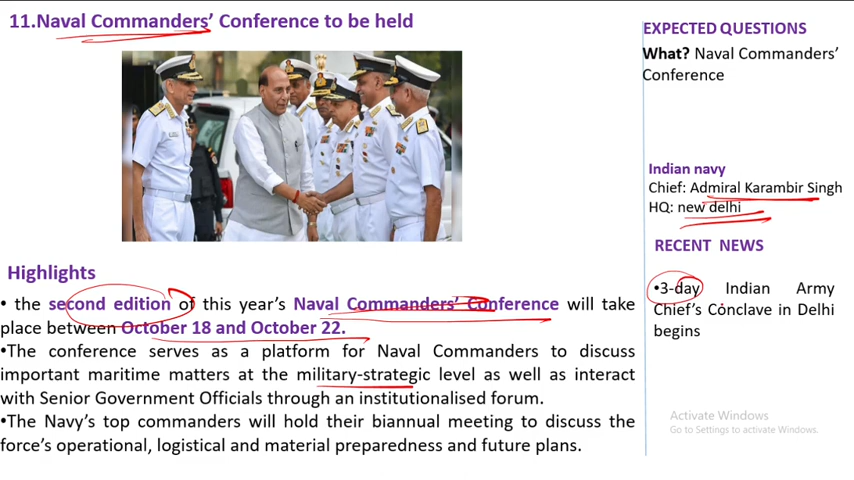 11.Naval Commanders’ Conference to be held
Highlights
• the second edition of this year’s Naval Commanders’ Conference will take
place between October 18 and October 22.
•The conference serves as a platform for Naval Commanders to discuss
important maritime matters at the military-strategic level as well as interact
with Senior Government Officials through an institutionalised forum.
•The Navy’s top commanders will hold their biannual meeting to discuss the
force’s operational, logistical and material preparedness and future plans.
EXPECTED QUESTIONS
What? Naval Commanders’
Conference
Indian navy
Chief: Admiral Karambir Singh
HQ: new delhi
RECENT NEWS
•3-day Indian Army
Chief’s Conclave in Delhi
begins
Activate Windows
Go to Settings to activate Windows.